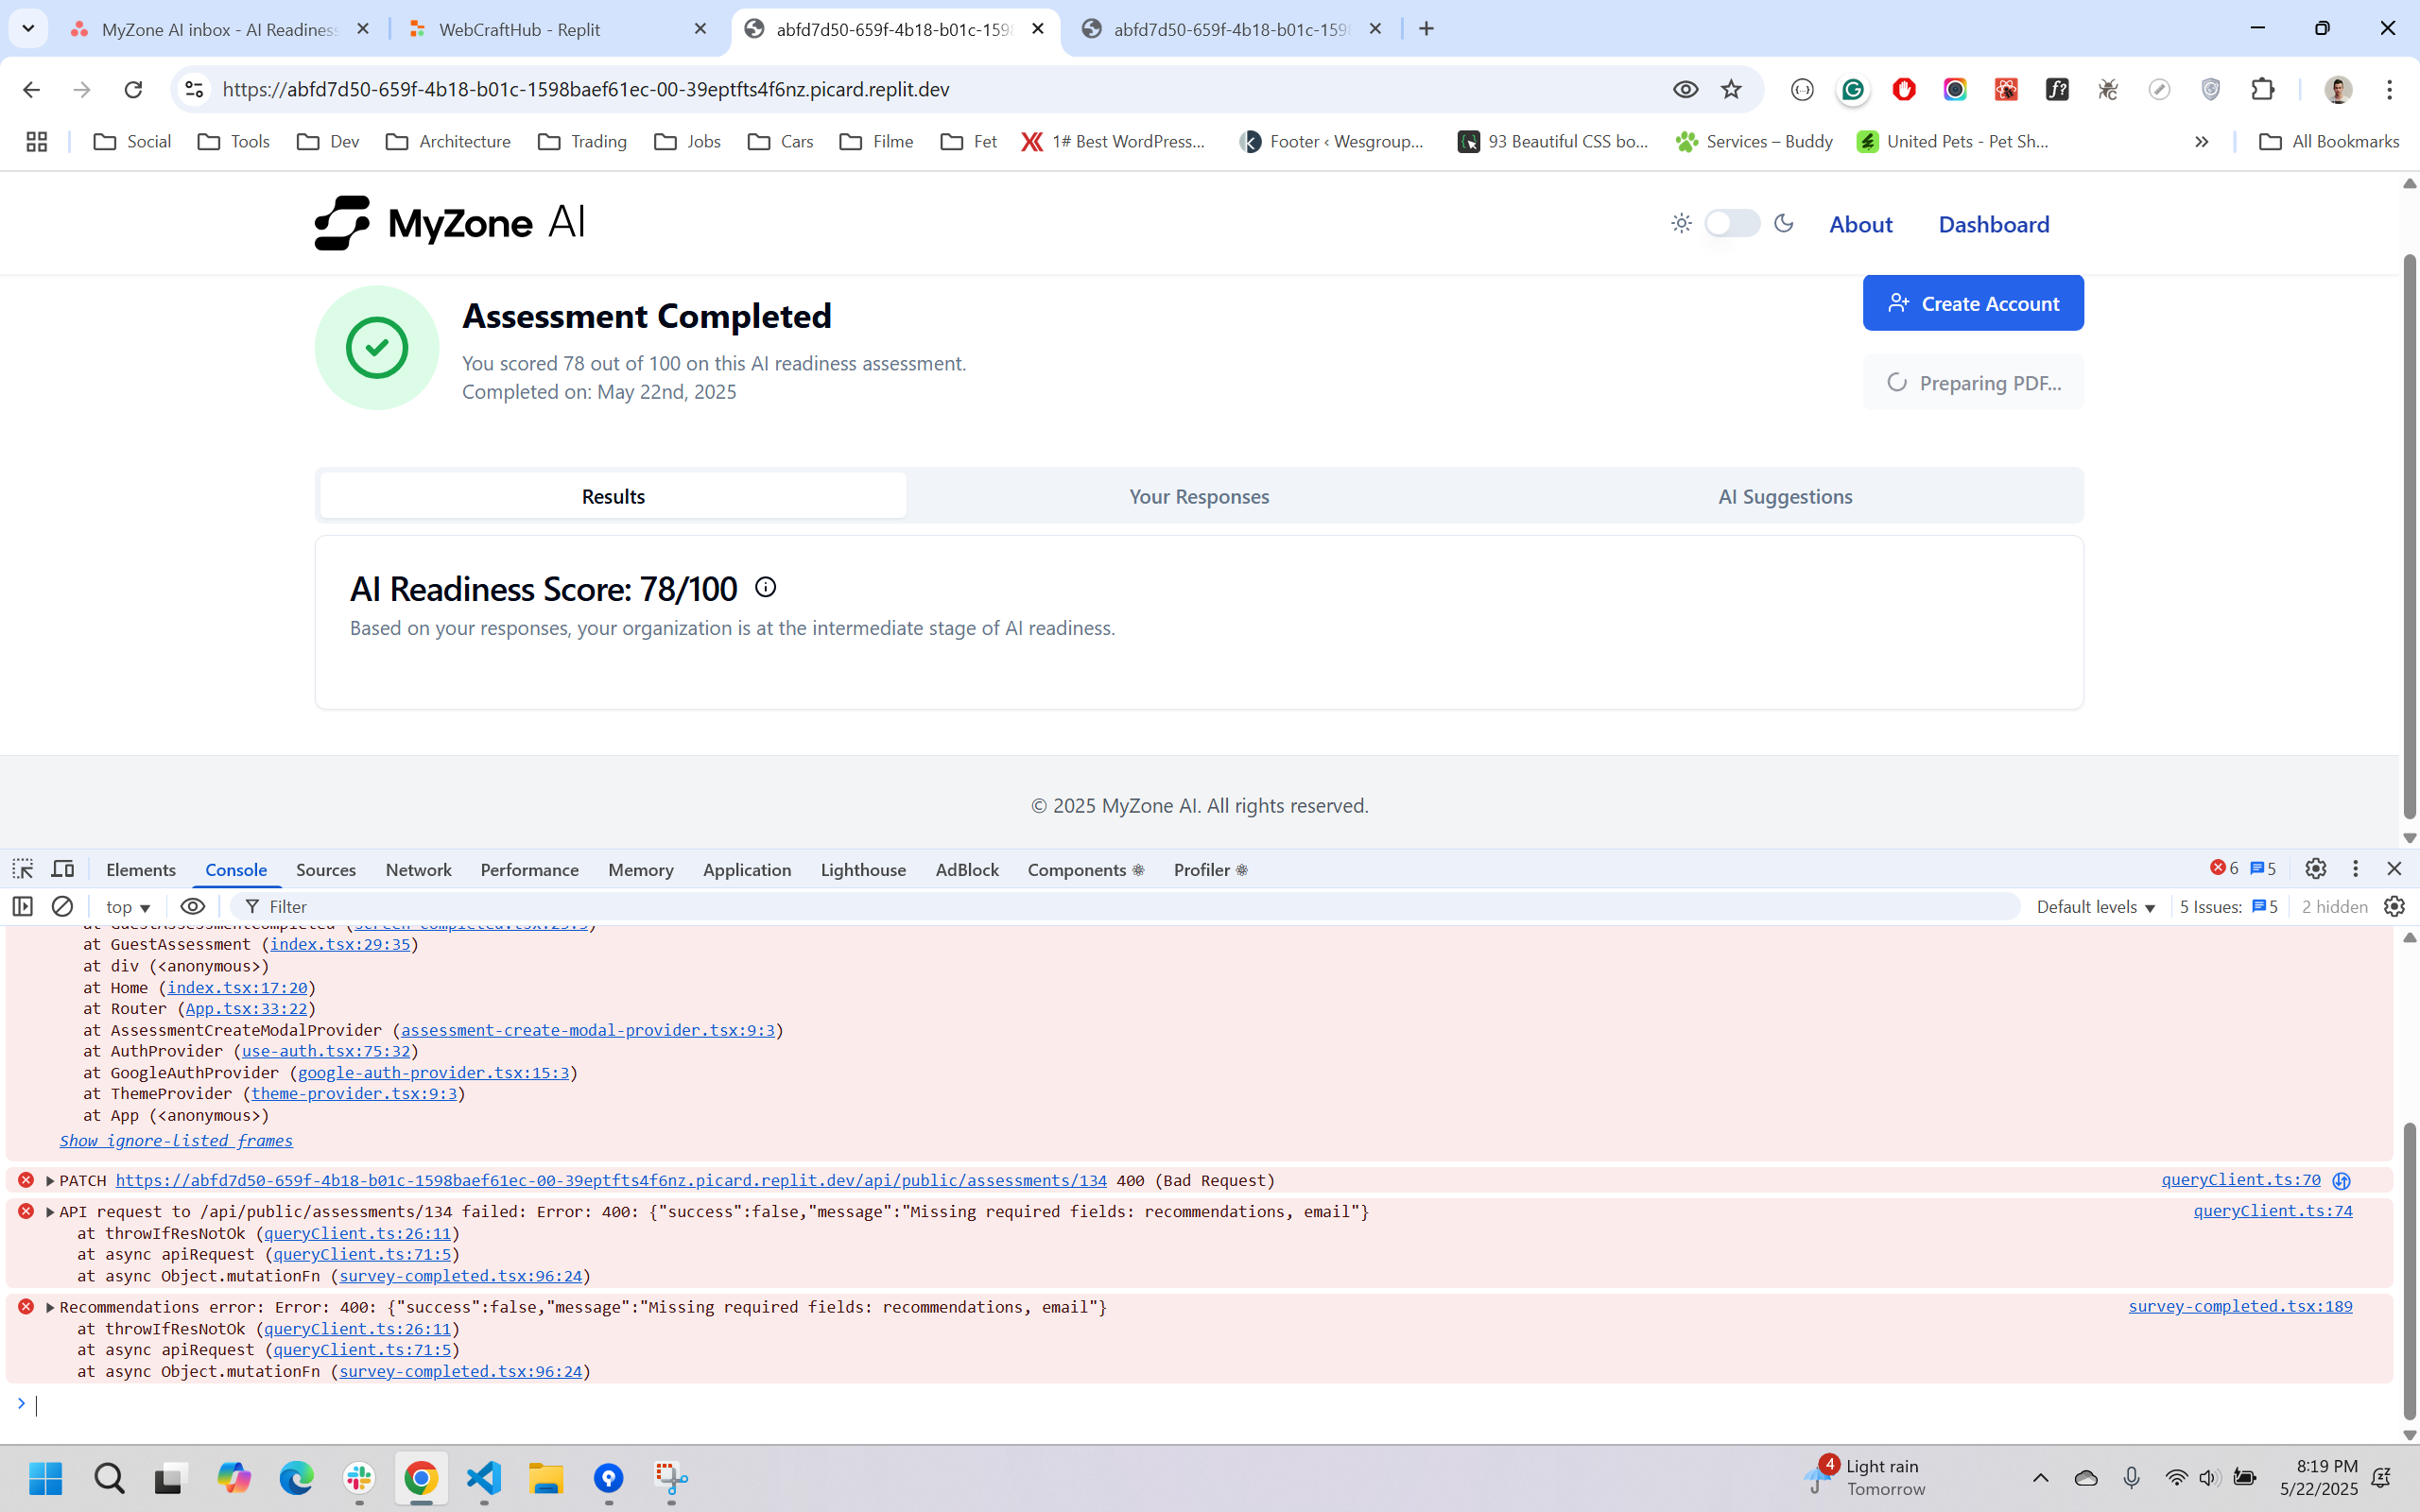 MyZone AI inbox - AI Readiness
WebCraftHub - Replit
abfd7d50-659f-4b18-b01c-1598
abfd7d50-659f-4b18-b01c-1598
https://abfd7d50-659f-4b18-b01c-1598baef61ec-00-39eptfts4f6nz.picard.replit.dev
Social
Tools
Dev
Architecture
Trading
Jobs
Cars
Filme
Fet
1# Best WordPress...
Footer ‹ Wesgroup...
93 Beautiful CSS bo...
Services – Buddy
United Pets - Pet Sh...
»
All Bookmarks
MyZone AI
About
Dashboard
Assessment Completed
You scored 78 out of 100 on this AI readiness assessment.
Completed on: May 22nd, 2025
Create Account
Preparing PDF...
Results
Your Responses
AI Suggestions
AI Readiness Score: 78/100
Based on your responses, your organization is at the intermediate stage of AI readiness.
© 2025 MyZone AI. All rights reserved.
Elements
Console
Sources
Network
Performance
Memory
Application
Lighthouse
AdBlock
Components
Profiler
6
5
top
Filter
Default levels
5 Issues:
5
2 hidden
at GuestAssessmentCompleted (screen-completed.tsx:29:3)
at GuestAssessment (index.tsx:29:35)
at div (<anonymous>)
at Home (index.tsx:17:20)
at Router (App.tsx:33:22)
at AssessmentCreateModalProvider (assessment-create-modal-provider.tsx:9:3)
at AuthProvider (use-auth.tsx:75:32)
at GoogleAuthProvider (google-auth-provider.tsx:15:3)
at ThemeProvider (theme-provider.tsx:9:3)
at App (<anonymous>)
Show ignore-listed frames
PATCH https://abfd7d50-659f-4b18-b01c-1598baef61ec-00-39eptfts4f6nz.picard.replit.dev/api/public/assessments/134 400 (Bad Request)
queryClient.ts:70
API request to /api/public/assessments/134 failed: Error: 400: {"success":false,"message":"Missing required fields: recommendations, email"}
queryClient.ts:74
at throwIfResNotOk (queryClient.ts:26:11)
at async apiRequest (queryClient.ts:71:5)
at async Object.mutationFn (survey-completed.tsx:96:24)
Recommendations error: Error: 400: {"success":false,"message":"Missing required fields: recommendations, email"}
survey-completed.tsx:189
at throwIfResNotOk (queryClient.ts:26:11)
at async apiRequest (queryClient.ts:71:5)
at async Object.mutationFn (survey-completed.tsx:96:24)
4
Light rain
Tomorrow
8:19 PM
5/22/2025